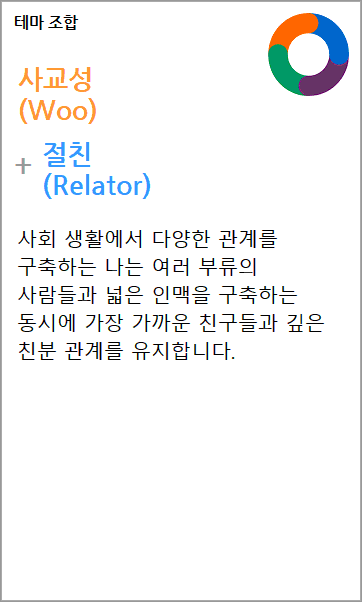 테마 조합
사교성
(Woo)
+ 절친
(Relator)
사회 생활에서 다양한 관계를
구축하는 나는 여러 부류의
사람들과 넓은 인맥을 구축하는
동시에 가장 가까운 친구들과 깊은
친분 관계를 유지합니다.